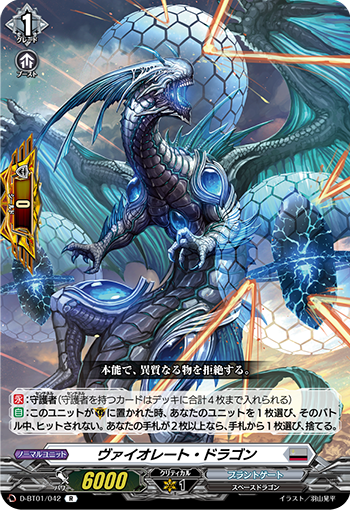 1
グレード
ブースト
シールド
0
本能で、異質なる物を拒絶する。
永:守護者(守護者を持つカードはデッキに合計4枚まで入れられる)
自:このユニットが に置かれた時、あなたのユニットを1枚選び、そのバト
ル中、ヒットされない。あなたの手札が2枚以上なら、手札から1枚選び、捨てる。
ノーマルユニット
ヴァイオレート・ドラゴン
D-BT01/042 R
パワー
6000
クリティカル
1
ブラントゲート
スペースドラゴン
イラスト/羽山晃平